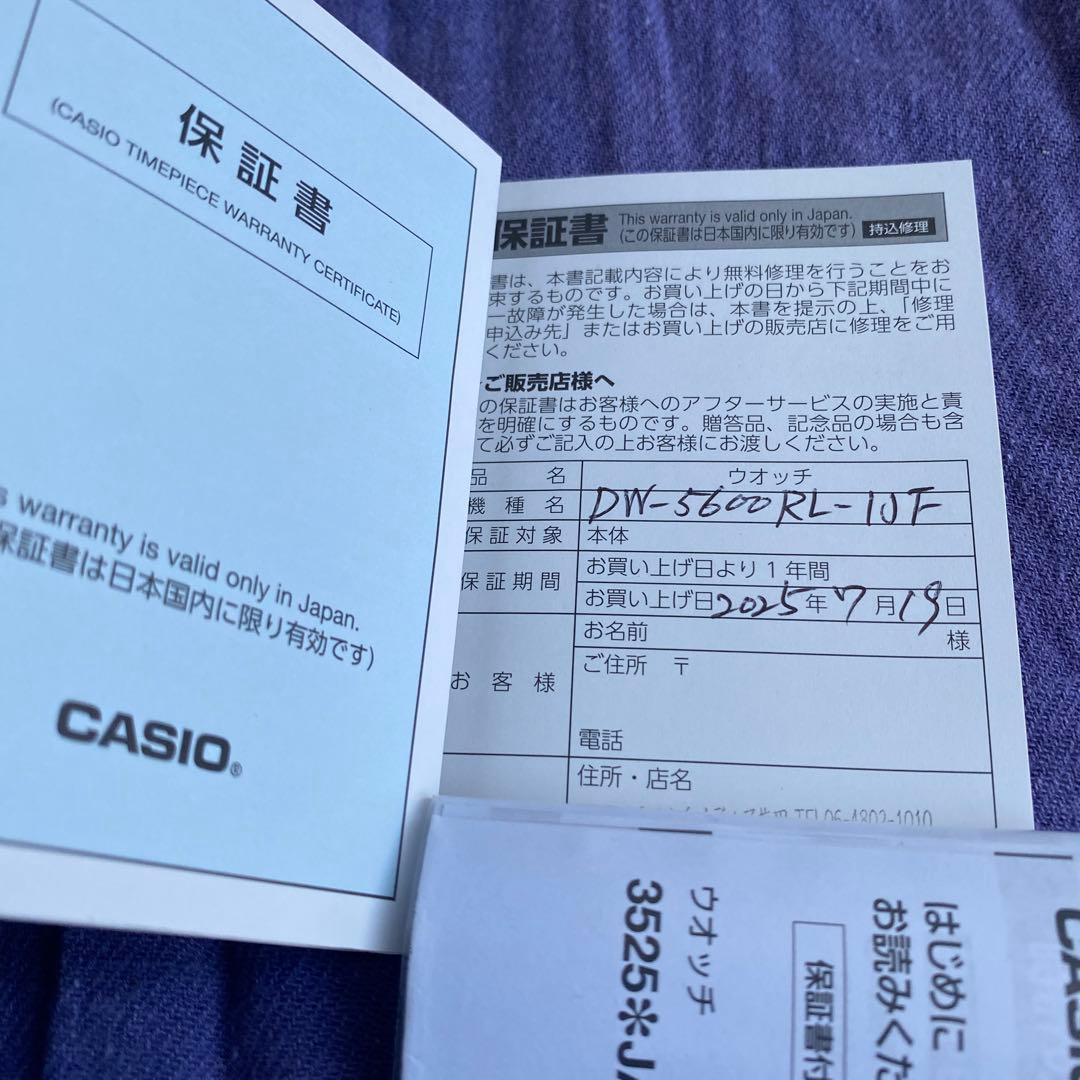 保証書
(CASIO TIMEPIECE WARRANTY CERTIFICATE)
warranty is valid only in Japan.
保証書は日本国内に限り有効です)
CASIO®
保証書 This warranty is valid only in Japan.
(この保証書は日本国内に限り有効です) 持込修理
書は、本書記載内容により無料修理を行うことをお
束するものです。お買い上げの日から下記期間中に
一故障が発生した場合は、本書を提示の上、「修理
申込み先」またはお買い上げの販売店に修理をご用
ください。
ご販売店様へ
の保証書はお客様へのアフターサービスの実施と責
を明確にするものです。贈答品、記念品の場合も含
て必ずご記入の上お客様にお渡しください。
品名 ウオッチ
機種名 DW-5600RL-1JF
保証対象 本体
保証期間 お買い上げ日より1年間
お買い上げ日2025年7月19日
お客様 お名前 様
ご住所 〒
電話
住所・店名
TEL06-4802-1010
ウオッチ
3525*JA
はじめに
お読みくだ
保証書付
CASIO